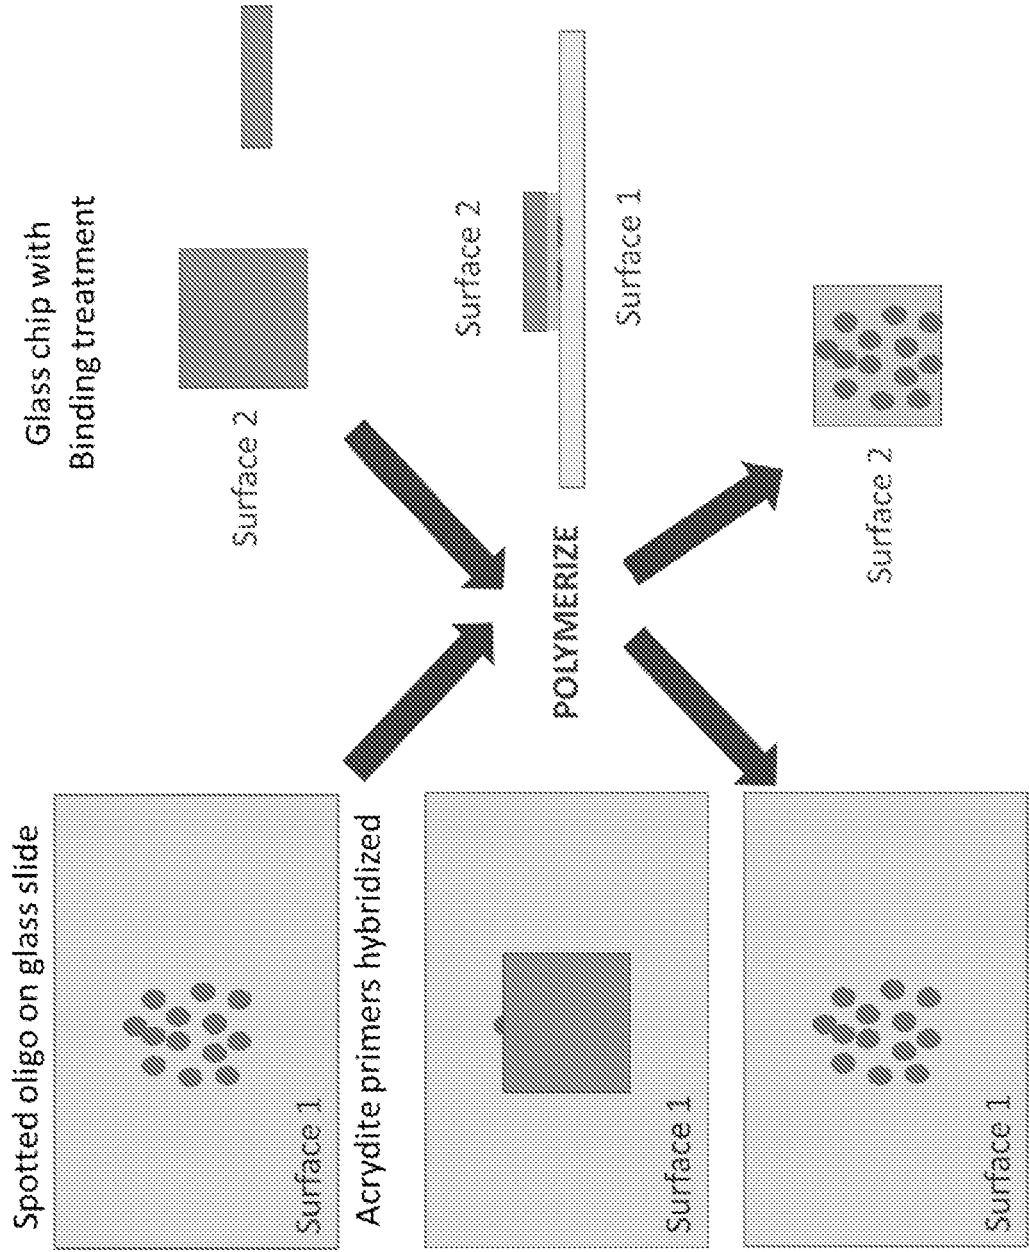 Spotted oligo on glass slide
Glass chip with
Binding treatment
Surface 1
Surface 2
Acrydite primers hybridized
POLYMERIZE
Surface 2
Surface 1
Surface 1
Surface 1
Surface 2